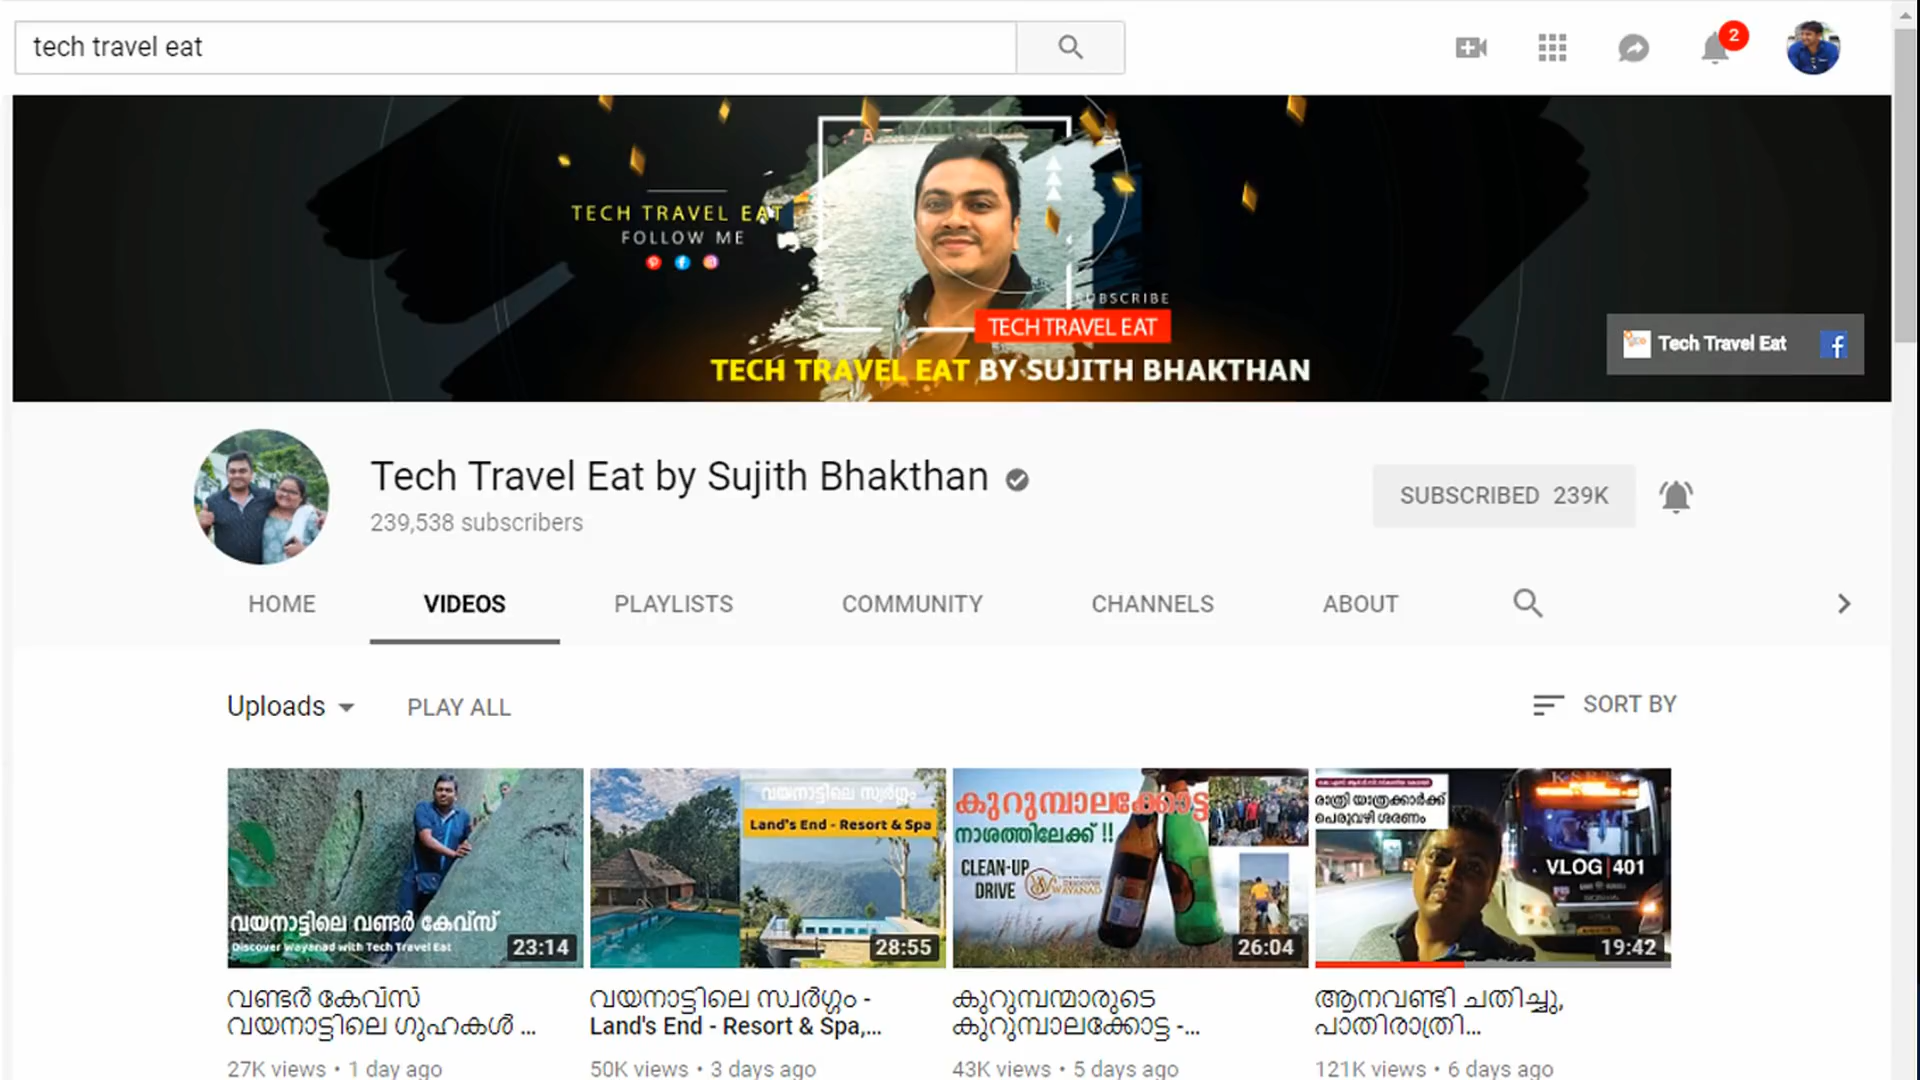 tech travel eat
2
TECH TRAVEL EAT
FOLLOW ME
SUBSCRIBE
TECH TRAVEL EAT
TECH TRAVEL EAT BY SUJITH BHAKTHAN
Tech Travel Eat
Tech Travel Eat by Sujith Bhakthan
239,538 subscribers
SUBSCRIBED 239K
HOME VIDEOS PLAYLISTS COMMUNITY CHANNELS ABOUT
Uploads PLAY ALL SORT BY
വയനാട്ടിലെ വണ്ടർ കേവ്സ്
Discover Wayanad with Tech Travel Eat
23:14
വയനാട്ടിലെ സ്വർഗ്ഗം
Land's End - Resort & Spa
28:55
കുറുമ്പാലക്കോട്ട
നാശത്തിലേക്ക് !!
CLEAN-UP
DRIVE
DISCOVER
WAYANAD
26:04
രാത്രി യാത്രക്കാർക്ക്
പെരുവഴി ശരണം
VLOG 401
19:42
വണ്ടർ കേവ്സ്
വയനാട്ടിലെ ഗുഹകൾ ...
27K views • 1 day ago
വയനാട്ടിലെ സ്വർഗ്ഗം -
Land's End - Resort & Spa,...
50K views • 3 days ago
കുറുമ്പന്മാരുടെ
കുറുമ്പാലക്കോട്ട -...
43K views • 5 days ago
ആനവണ്ടി ചതിച്ചു,
പാതിരാത്രി...
121K views • 6 days ago